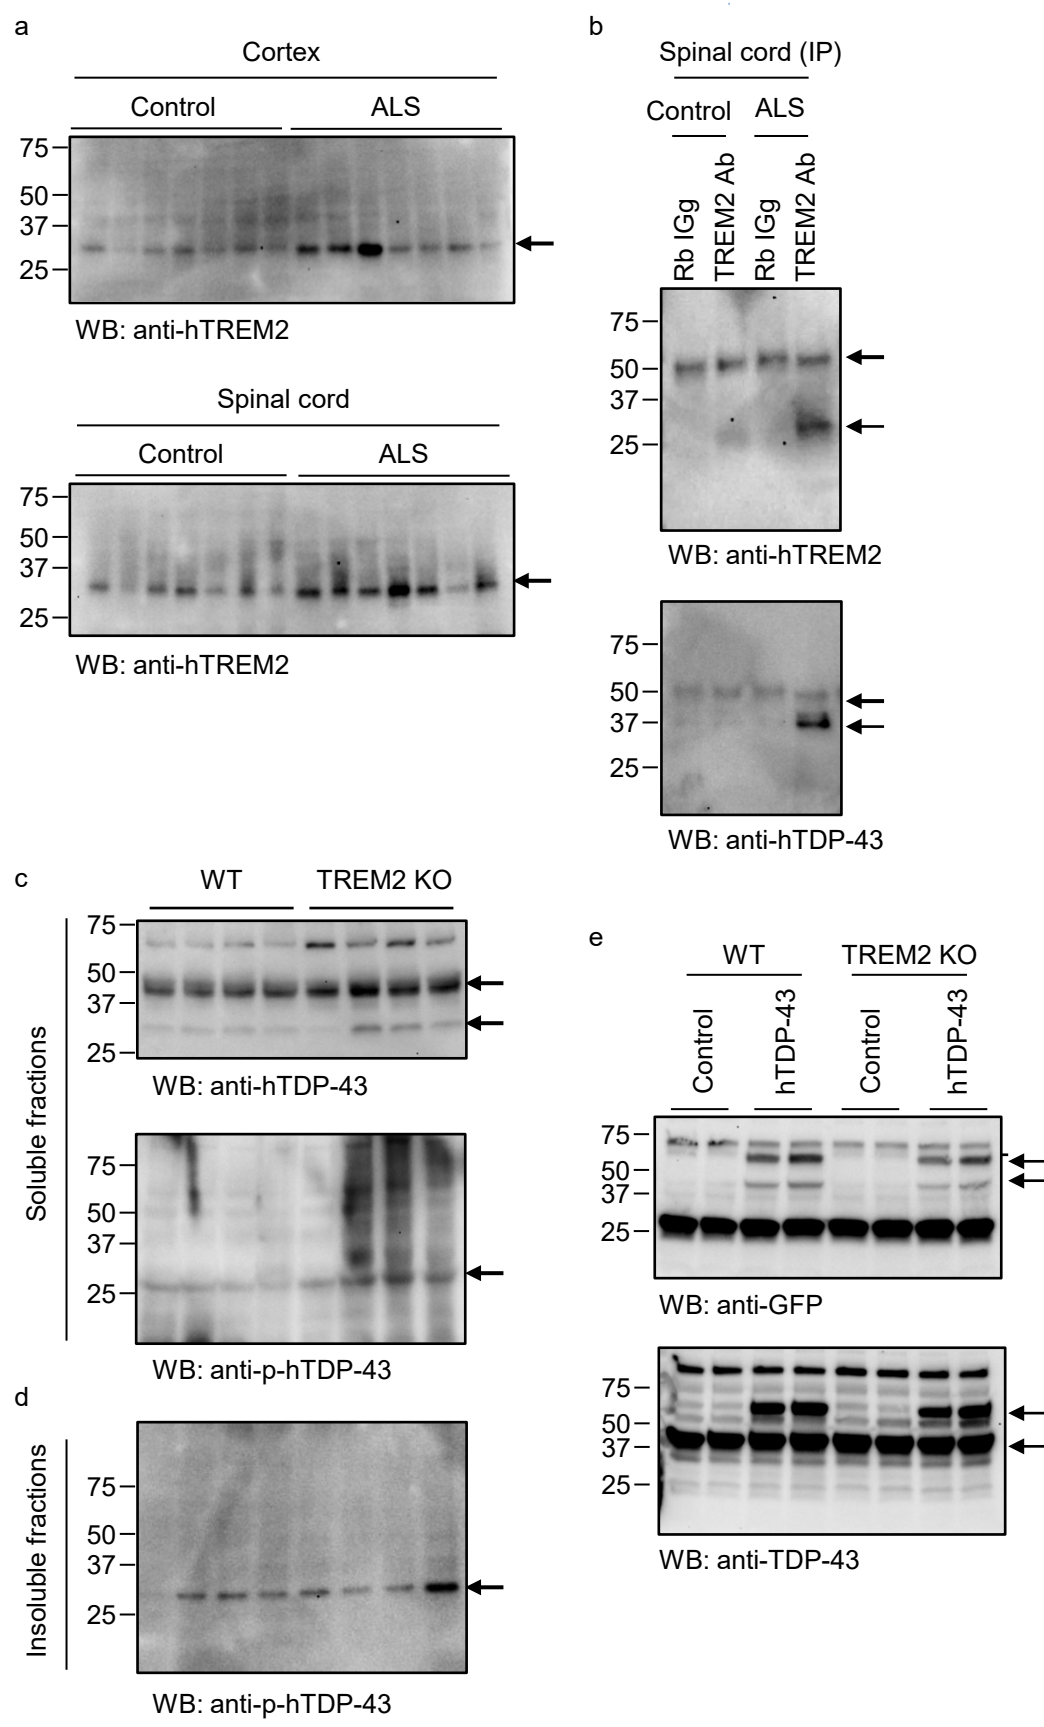 a
Cortex
Control ALS
75
50
37
25
WB: anti-hTREM2
Spinal cord
Control ALS
75
50
37
25
WB: anti-hTREM2
b
Spinal cord (IP)
Control ALS
Rb IGg
TREM2 Ab
Rb IGg
TREM2 Ab
75
50
37
25
WB: anti-hTREM2
75
50
37
25
WB: anti-hTDP-43
c
WT TREM2 KO
Soluble fractions
75
50
37
25
WB: anti-hTDP-43
75
50
37
25
WB: anti-p-hTDP-43
d
Insoluble fractions
75
50
37
25
WB: anti-p-hTDP-43
e
WT TREM2 KO
Control
hTDP-43
Control
hTDP-43
75
50
37
25
WB: anti-GFP
75
50
37
25
WB: anti-TDP-43